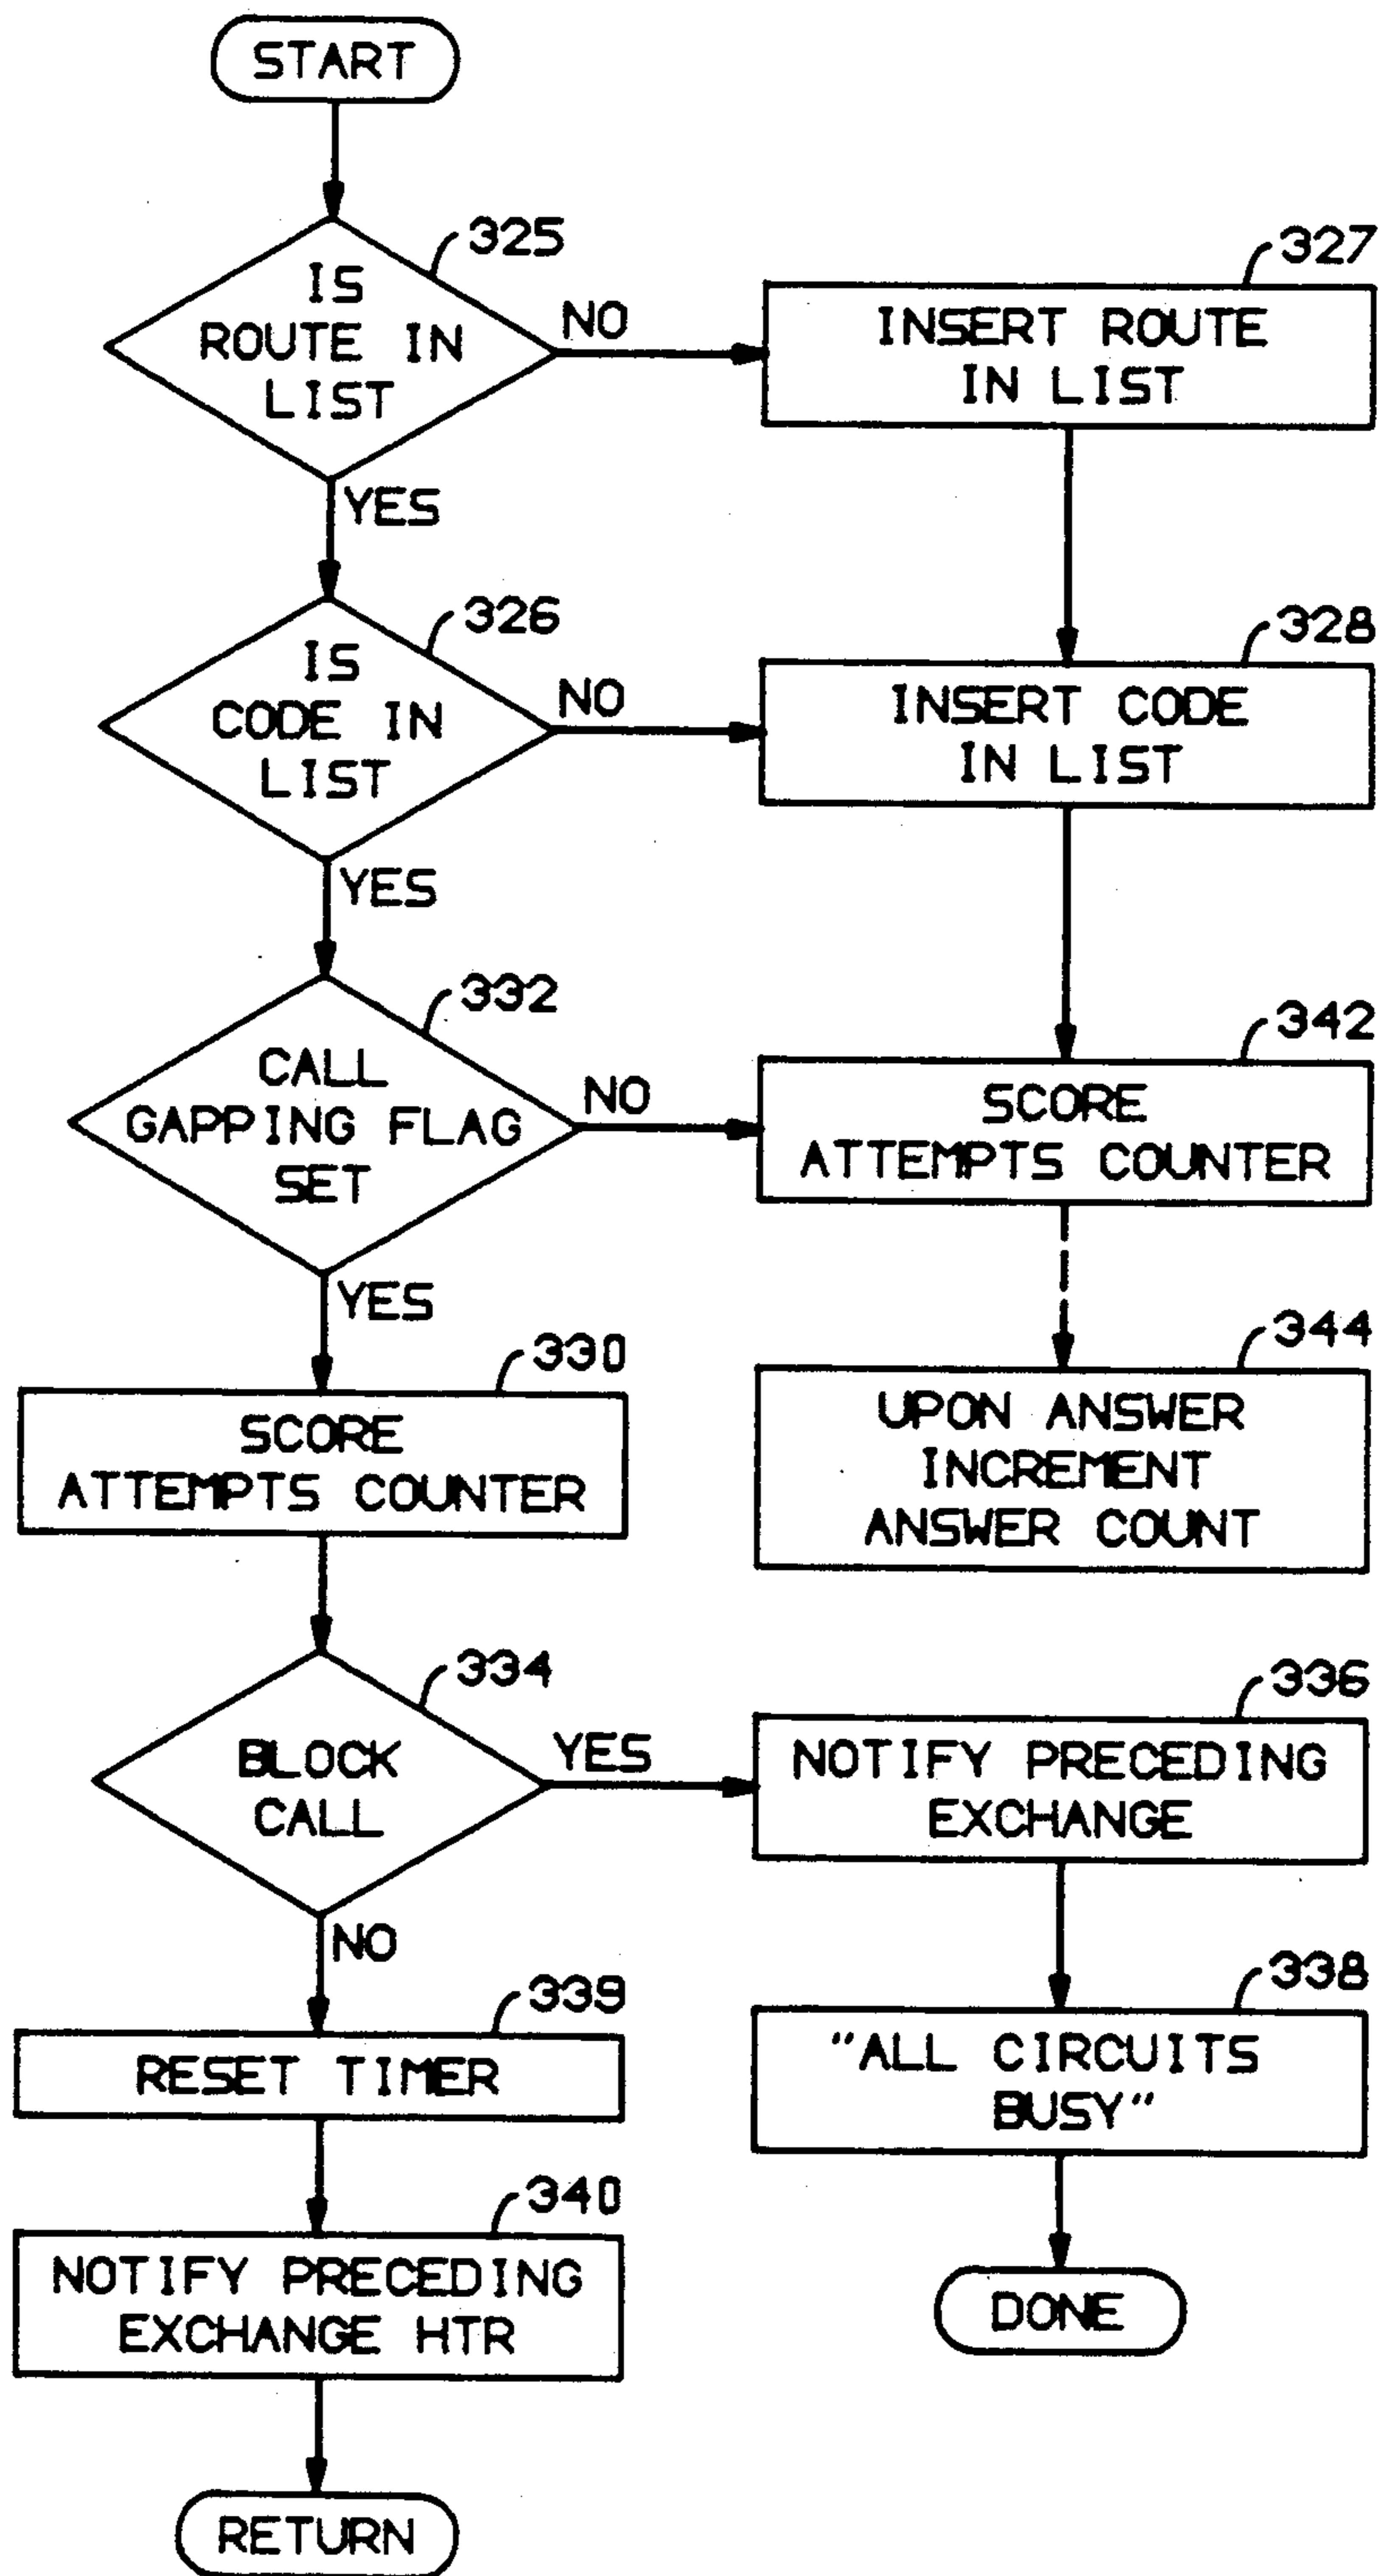 START
325
IS
ROUTE IN
LIST
NO
327
INSERT ROUTE
IN LIST
YES
326
IS
CODE IN
LIST
NO
328
INSERT CODE
IN LIST
YES
332
CALL
GAPPING FLAG
SET
NO
342
SCORE
ATTEMPTS COUNTER
YES
330
SCORE
ATTEMPTS COUNTER
344
UPON ANSWER
INCREMENT
ANSWER COUNT
334
BLOCK
CALL
YES
336
NOTIFY PRECEDING
EXCHANGE
NO
339
RESET TIMER
338
"ALL CIRCUITS
BUSY"
340
NOTIFY PRECEDING
EXCHANGE HTR
DONE
RETURN